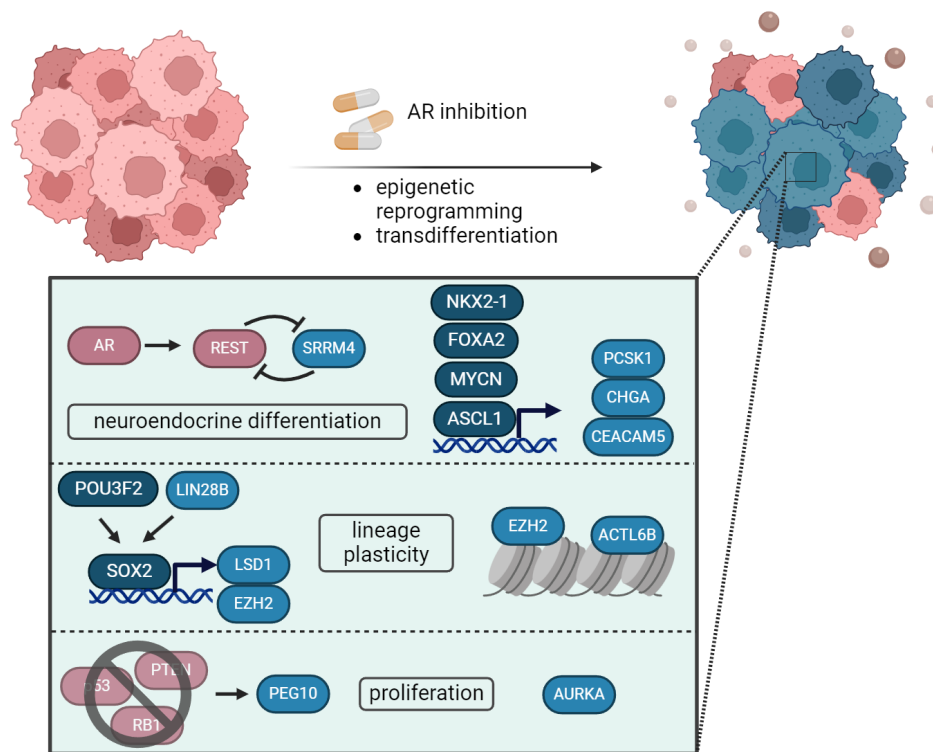 AR inhibition
• epigenetic
reprogramming
• transdifferentiation
NKX2-1
FOXA2
MYCN
ASCL1
AR
REST
SRRM4
PCSK1
CHGA
CEACAM5
neuroendocrine differentiation
POU3F2
LIN28B
SOX2
LSD1
EZH2
lineage
plasticity
EZH2
ACTL6B
p53
PTEN
RB1
PEG10
proliferation
AURKA